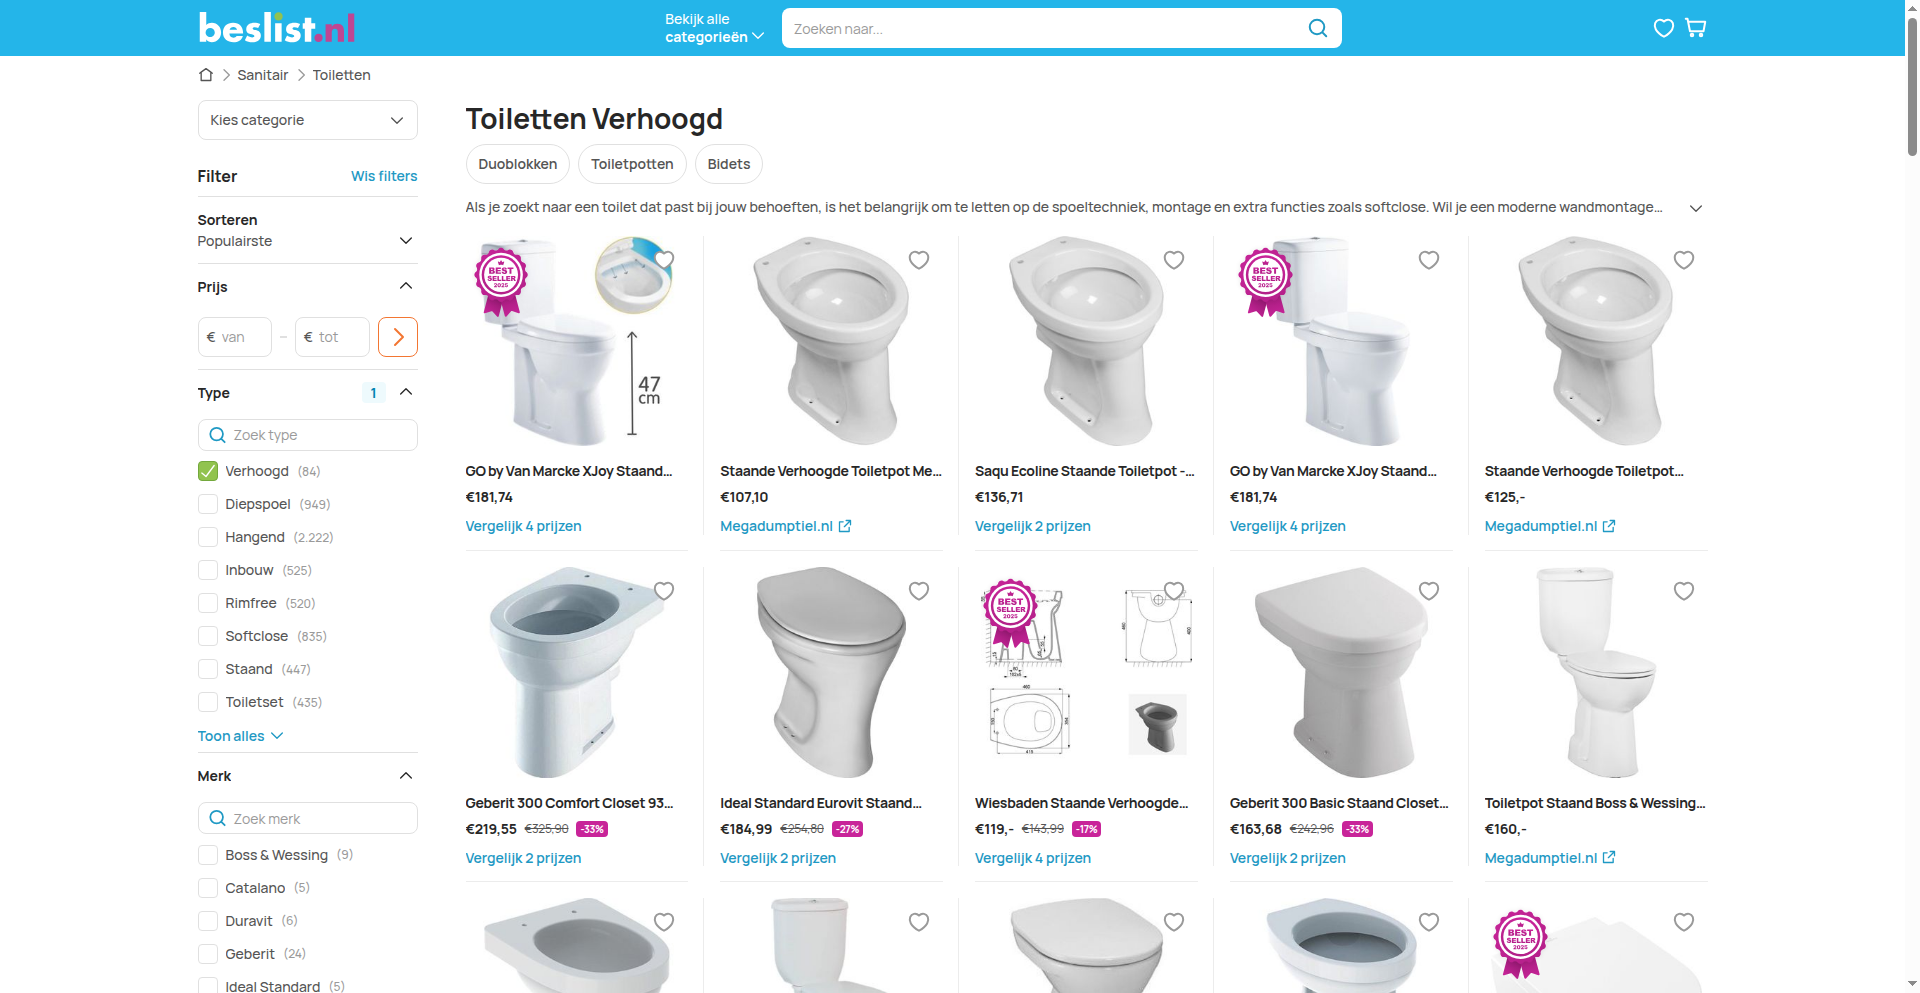 beslist.nl
Bekijk alle
categorieën
Zoeken naar...
Sanitair
Toiletten
Kies categorie
Filter
Wis filters
Sorteren
Populairste
Prijs
€ van
–
€ tot
Type
1
Zoek type
Verhoogd (84)
Diepspoel (949)
Hangend (2.222)
Inbouw (525)
Rimfree (520)
Softclose (835)
Staand (447)
Toiletset (435)
Toon alles
Merk
Zoek merk
Boss & Wessing (9)
Catalano (5)
Duravit (6)
Geberit (24)
Ideal Standard (5)
Toiletten Verhoogd
Duoblokken
Toiletpotten
Bidets
Als je zoekt naar een toilet dat past bij jouw behoeften, is het belangrijk om te letten op de spoeltechniek, montage en extra functies zoals softclose. Wil je een moderne wandmontage...
BEST
SELLER
2025
47
cm
GO by Van Marcke XJoy Staand...
€181,74
Vergelijk 4 prijzen
Staande Verhoogde Toiletpot Me...
€107,10
Megadumptiel.nl
Saqu Ecoline Staande Toiletpot -...
€136,71
Vergelijk 2 prijzen
BEST
SELLER
2025
GO by Van Marcke XJoy Staand...
€181,74
Vergelijk 4 prijzen
Staande Verhoogde Toiletpot...
€125,-
Megadumptiel.nl
Geberit 300 Comfort Closet 93...
€219,55 €325,90 -33%
Vergelijk 2 prijzen
Ideal Standard Eurovit Staand...
€184,99 €254,80 -27%
Vergelijk 2 prijzen
BEST
SELLER
2025
Wiesbaden Staande Verhoogde...
€119,- €143,99 -17%
Vergelijk 4 prijzen
Geberit 300 Basic Staand Closet...
€163,68 €242,96 -33%
Vergelijk 2 prijzen
Toiletpot Staand Boss & Wessing...
€160,-
Megadumptiel.nl
BEST
SELLER
2025